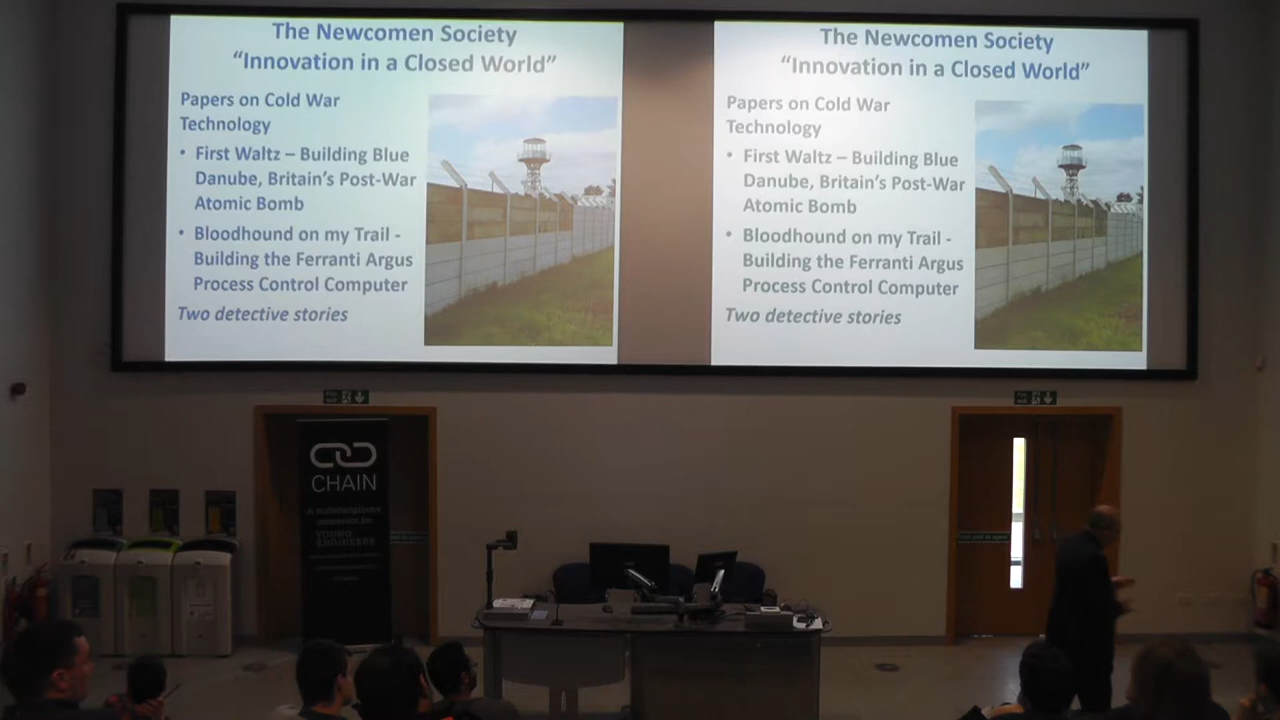 The Newcomen Society
“Innovation in a Closed World”
Papers on Cold War
Technology
• First Waltz – Building Blue
Danube, Britain’s Post-War
Atomic Bomb
• Bloodhound on my Trail -
Building the Ferranti Argus
Process Control Computer
Two detective stories
The Newcomen Society
“Innovation in a Closed World”
Papers on Cold War
Technology
• First Waltz – Building Blue
Danube, Britain’s Post-War
Atomic Bomb
• Bloodhound on my Trail -
Building the Ferranti Argus
Process Control Computer
Two detective stories
CHAIN
YOUNG
ENGINEERS